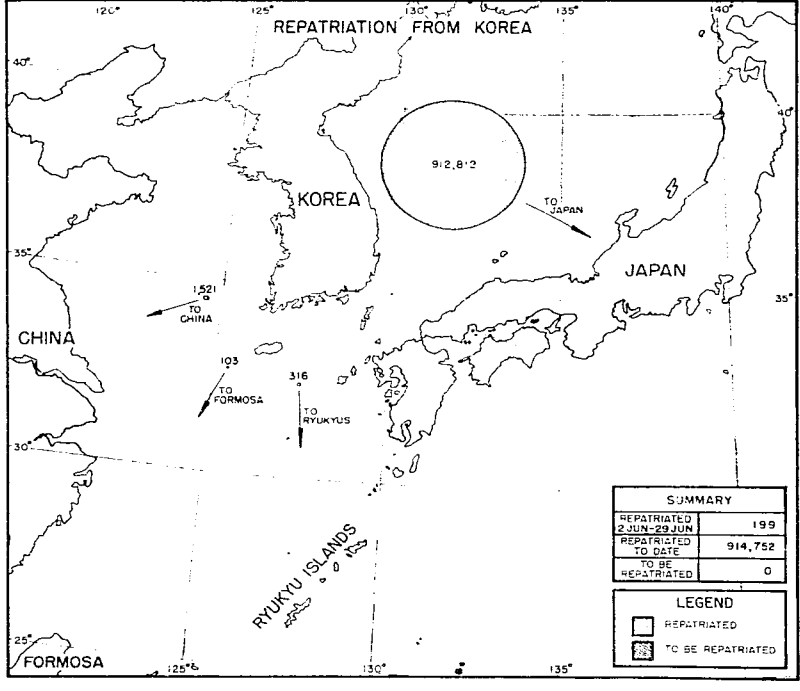 120°
125°
130°
135°
140°
REPATRIATION FROM KOREA
40°
40°
912,812
KOREA
TO
JAPAN
35°
JAPAN
1,521
TO
CHINA
35°
CHINA
103
TO
FORMOSA
316
TO
RYUKYUS
30°
RYUKYU ISLANDS
SUMMARY
REPATRIATED
2 JUN-29 JUN
199
REPATRIATED
TO DATE
914,752
TO BE
REPATRIATED
0
LEGEND
REPATRIATED
TO BE REPATRIATED
25°
FORMOSA
125°
130°
135°